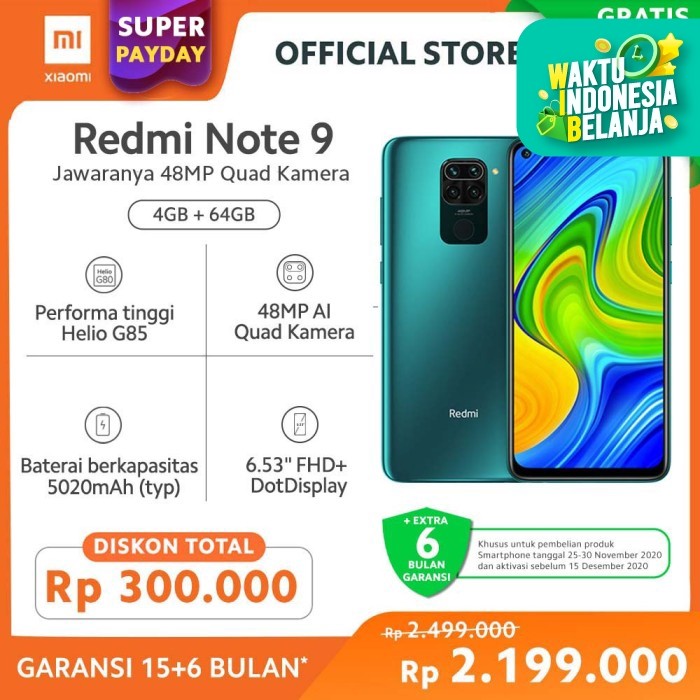 xiaomi
SUPER
PAYDAY
OFFICIAL STORE
GRATIS
WAKTU
INDONESIA
BELANJA
Redmi Note 9
Jawaranya 48MP Quad Kamera
4GB + 64GB
Helio
G80
Performa tinggi
Helio G85
48MP AI
Quad Kamera
Baterai berkapasitas
5020mAh (typ)
6.53"
6.53" FHD+
DotDisplay
Redmi
DISKON TOTAL
Rp 300.000
+ EXTRA
6
BULAN
GARANSI
Khusus untuk pembelian produk
Smartphone tanggal 25-30 November 2020
dan aktivasi sebelum 15 Desember 2020
GARANSI 15+6 BULAN*
Rp 2.499.000
Rp 2.199.000